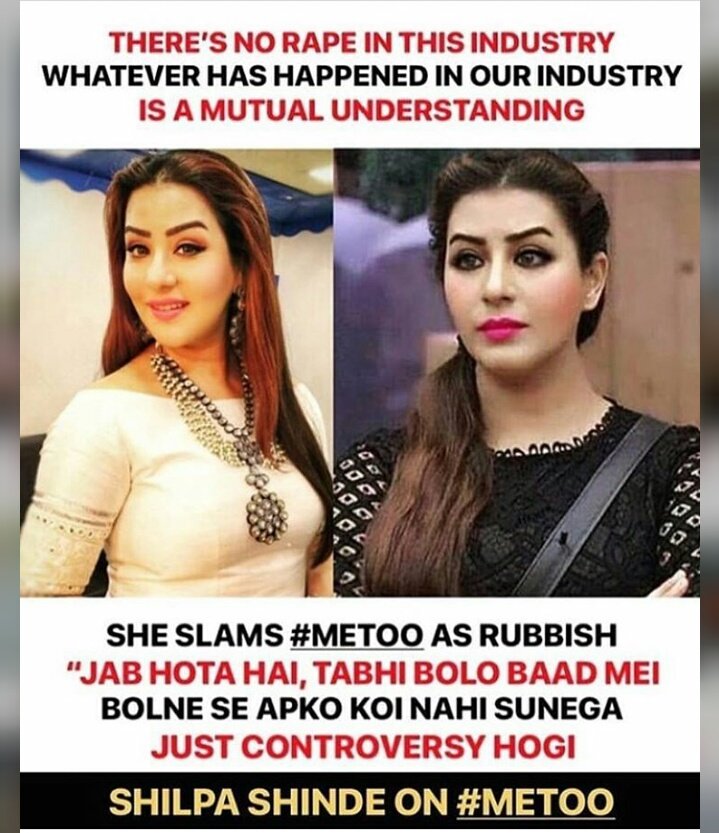 THERE'S NO RAPE IN THIS INDUSTRY
WHATEVER HAS HAPPENED IN OUR INDUSTRY
IS A MUTUAL UNDERSTANDING
SHE SLAMS #METOO AS RUBBISH
"JAB HOTA HAI, TABHI BOLO BAAD MEI
BOLNE SE APKO KOI NAHI SUNEGA
JUST CONTROVERSY HOGI
SHILPA SHINDE ON #METOO